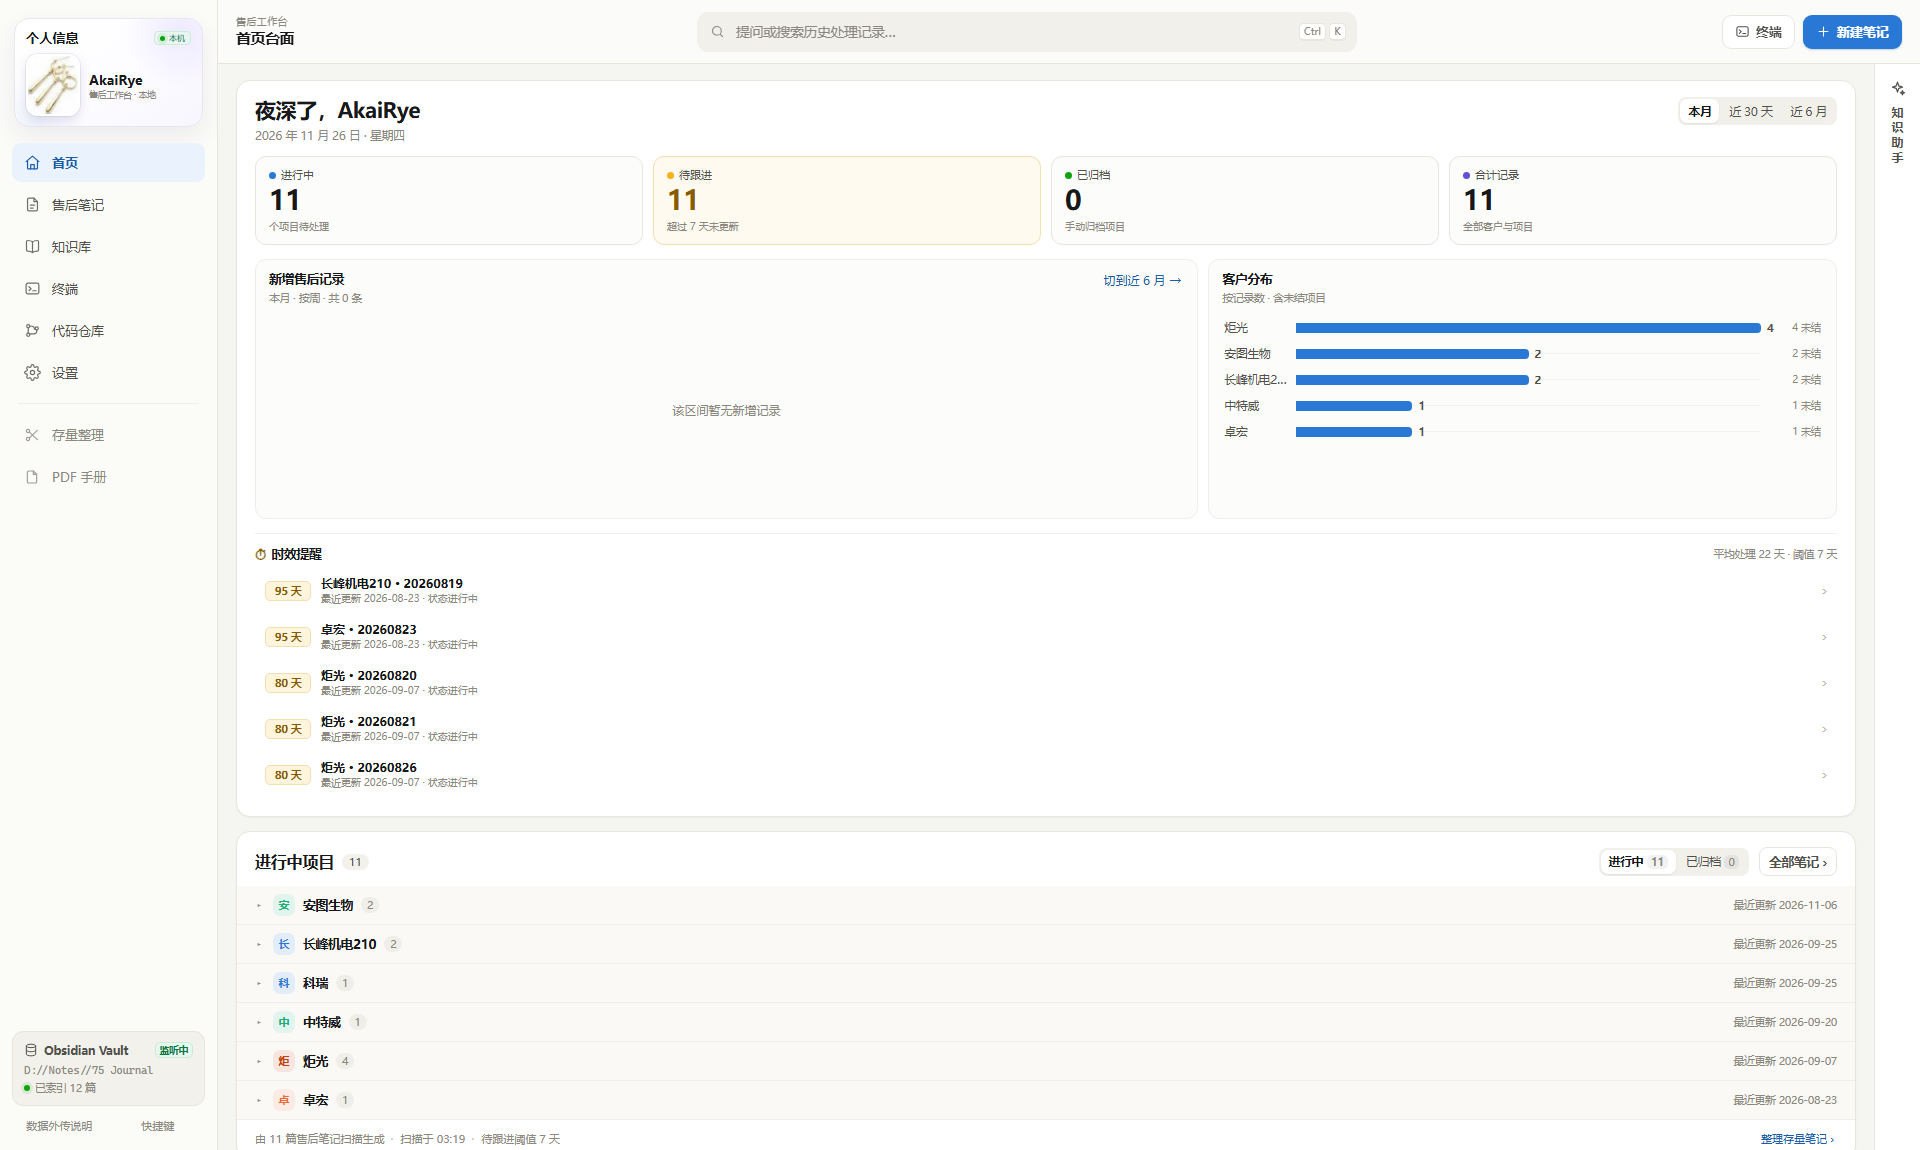 个人信息
本机
AkaiRye
售后工作台 · 本地
首页
售后笔记
知识库
终端
代码仓库
设置
存量整理
PDF 手册
Obsidian Vault
监听中
D://Notes//75 Journal
已索引 12 篇
数据外传说明
快捷键
售后工作台
首页台面
提问或搜索历史处理记录...
Ctrl K
终端
新建笔记
知识助手
夜深了，AkaiRye
2026 年 11 月 26 日 · 星期四
本月 近 30 天 近 6 月
进行中
11
个项目待处理
待跟进
11
超过 7 天未更新
已归档
0
手动归档项目
合计记录
11
全部客户与项目
新增售后记录
本月 · 按周 · 共 0 条
切到近 6 月 →
该区间暂无新增记录
客户分布
按记录数 · 含未结项目
炬光 4 4 未结
安图生物 2 2 未结
长峰机电2... 2 2 未结
中特威 1 1 未结
卓宏 1 1 未结
时效提醒
平均处理 22 天 · 阈值 7 天
95 天
长峰机电210 • 20260819
最近更新 2026-08-23 · 状态进行中
95 天
卓宏 • 20260823
最近更新 2026-08-23 · 状态进行中
80 天
炬光 • 20260820
最近更新 2026-09-07 · 状态进行中
80 天
炬光 • 20260821
最近更新 2026-09-07 · 状态进行中
80 天
炬光 • 20260826
最近更新 2026-09-07 · 状态进行中
进行中项目 11
进行中 11 已归档 0
全部笔记 ›
安 安图生物 2 最近更新 2026-11-06
长 长峰机电210 2 最近更新 2026-09-25
科 科瑞 1 最近更新 2026-09-25
中 中特威 1 最近更新 2026-09-20
炬 炬光 4 最近更新 2026-09-07
卓 卓宏 1 最近更新 2026-08-23
由 11 篇售后笔记扫描生成 · 扫描于 03:19 · 待跟进阈值 7 天
整理存量笔记 ›